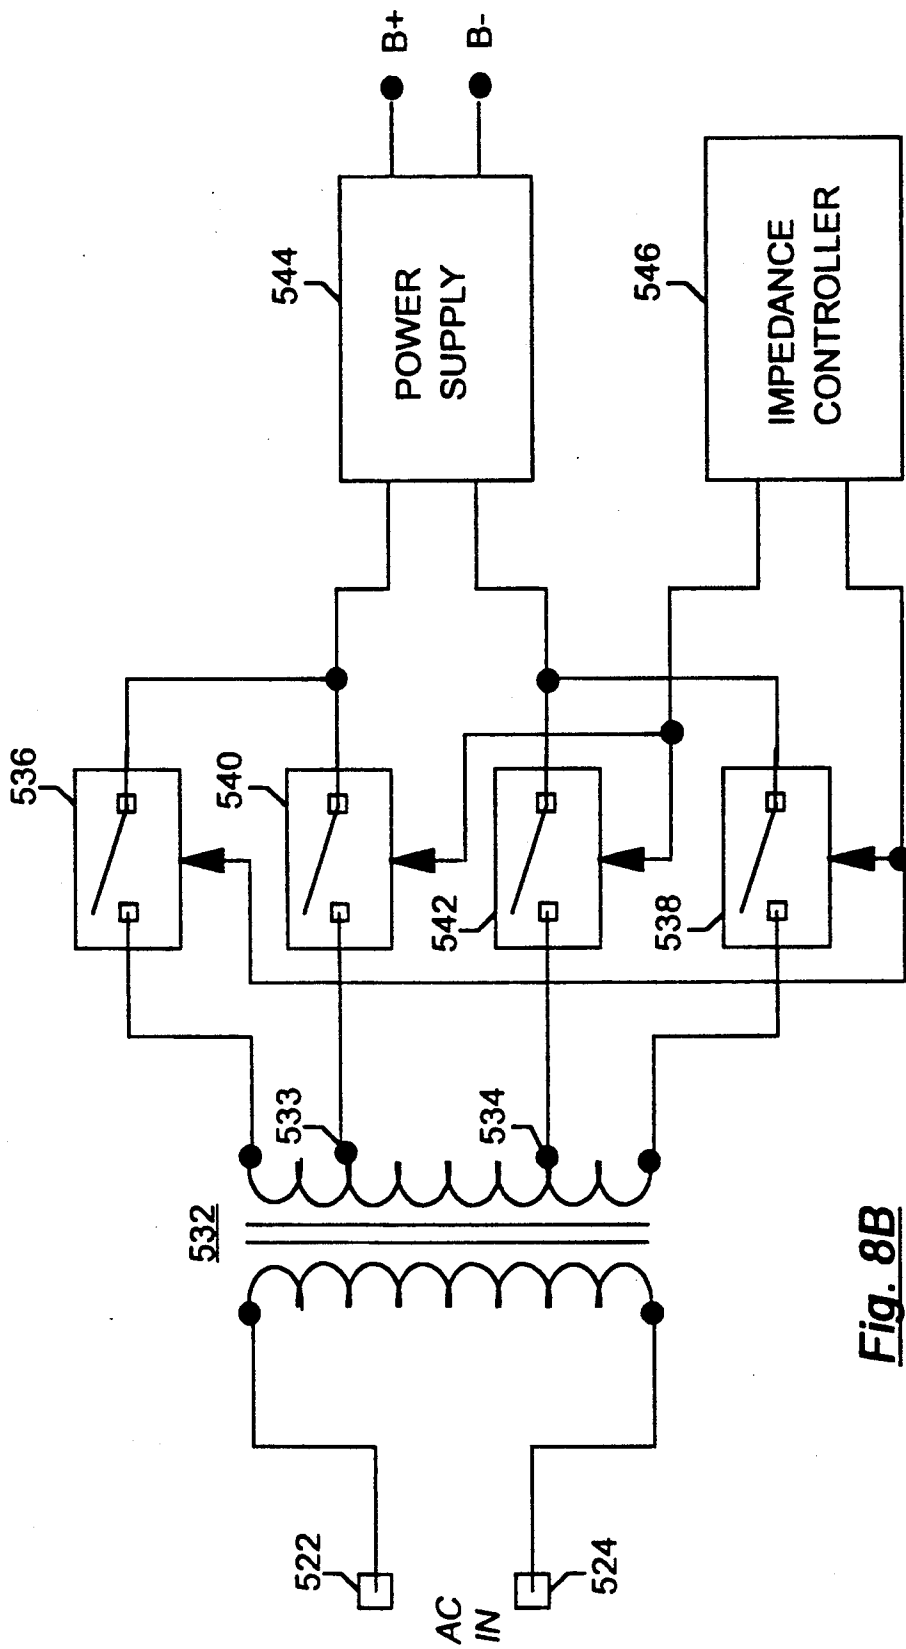 536
544
B+
B-
540
POWER
SUPPLY
532
533
534
542
522
AC
IN
524
538
546
IMPEDANCE
CONTROLLER
Fig. 8B